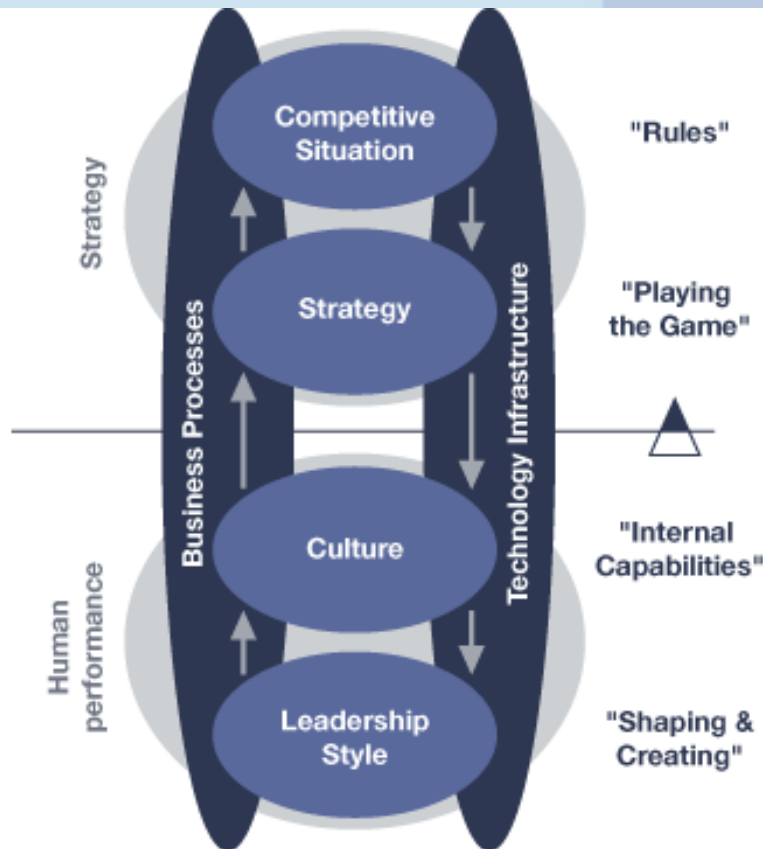 Competitive
Situation
"Rules"
Strategy
Strategy
"Playing
the Game"
Business Processes
Technology Infrastructure
Culture
"Internal
Capabilities"
Human
performance
Leadership
Style
"Shaping &
Creating"